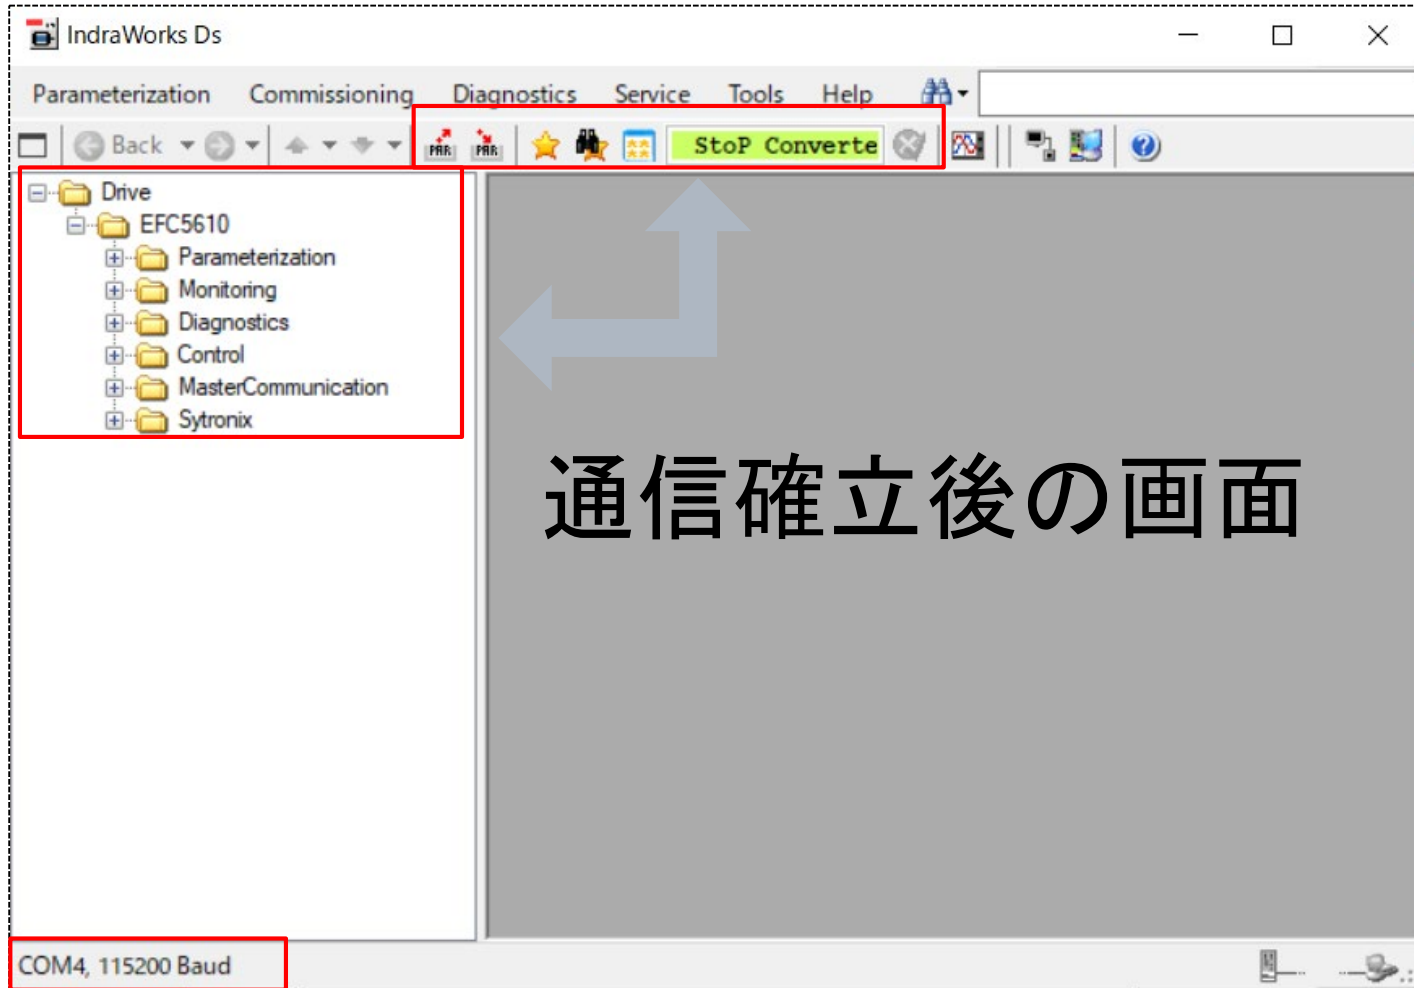 IndraWorks Ds
Parameterization Commissioning Diagnostics Service Tools Help
Back PAR PAR StoP Converte
Drive
EFC5610
Parameterization
Monitoring
Diagnostics
Control
MasterCommunication
Sytronix
通信確立後の画面
COM4, 115200 Baud